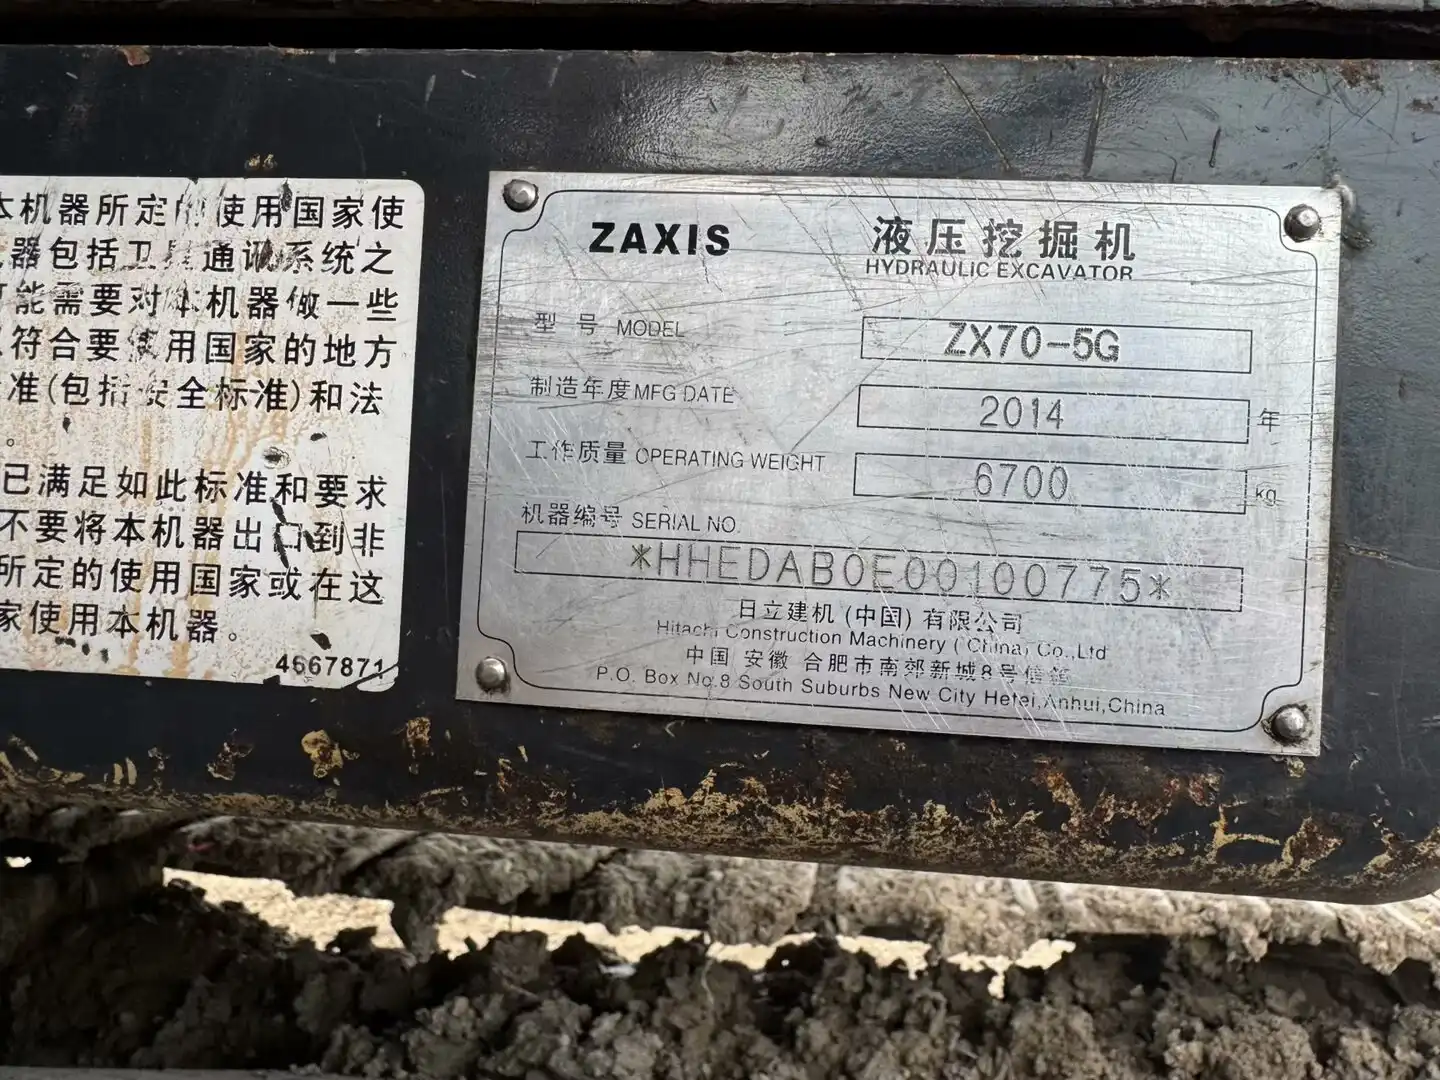 本机器所定 使用国家使
器包括卫星通讯系统之
可能需要对本机器做一些
符合要 使用国家的地方
准(包括安全标准)和法
。
已满足如此标准和要求
不要将本机器出口到非
所定的使用国家或在这
家使用本机器。
4667871
ZAXIS 液压挖掘机
HYDRAULIC EXCAVATOR
型号 MODEL ZX70-5G
制造年度 MFG DATE 2014 年
工作质量 OPERATING WEIGHT 6700 kg
机器编号 SERIAL NO.
*HHEDAB0E00100775*
日立建机(中国)有限公司
Hitachi Construction Machinery (China) Co.,Ltd
中国 安徽 合肥市南郊新城8号信箱
P.O. Box No.8 South Suburbs New City Hefei,Anhui,China